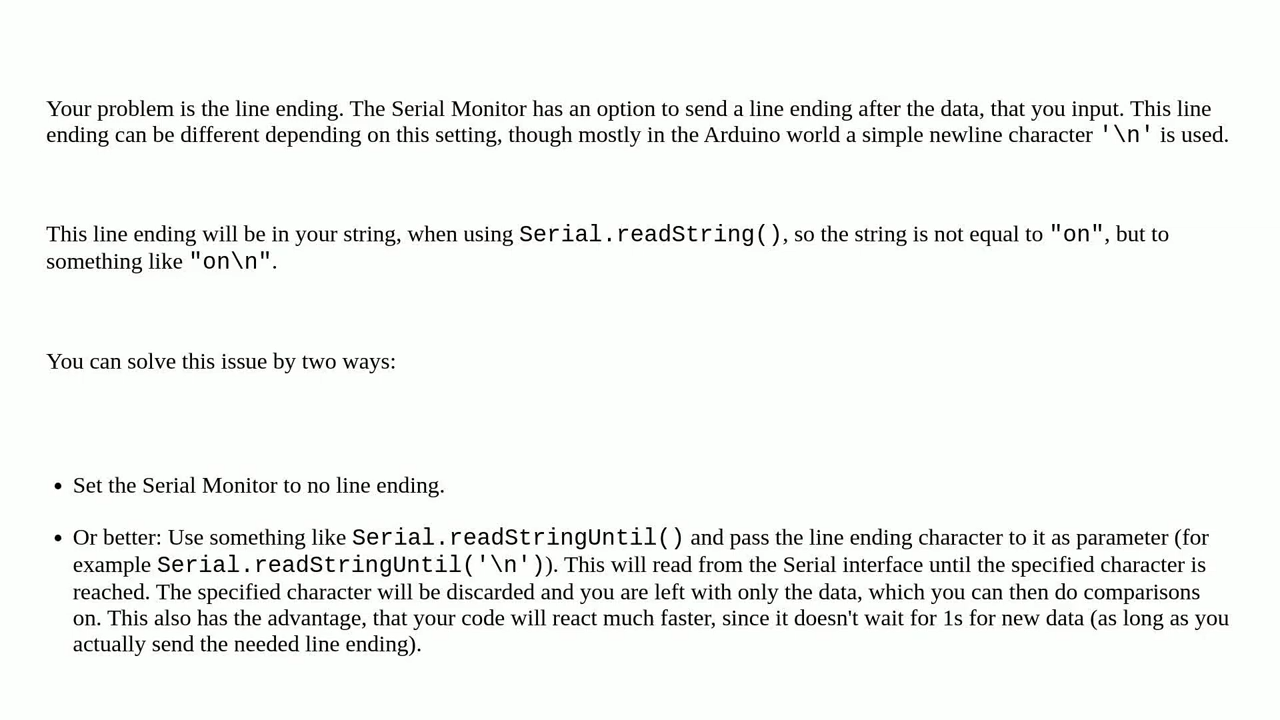 Your problem is the line ending. The Serial Monitor has an option to send a line ending after the data, that you input. This line
ending can be different depending on this setting, though mostly in the Arduino world a simple newline character '\n' is used.
This line ending will be in your string, when using Serial.readString(), so the string is not equal to "on", but to
something like "on\n".
You can solve this issue by two ways:
• Set the Serial Monitor to no line ending.
• Or better: Use something like Serial.readStringUntil() and pass the line ending character to it as parameter (for
example Serial.readStringUntil('\n')). This will read from the Serial interface until the specified character is
reached. The specified character will be discarded and you are left with only the data, which you can then do comparisons
on. This also has the advantage, that your code will react much faster, since it doesn't wait for 1s for new data (as long as you
actually send the needed line ending).